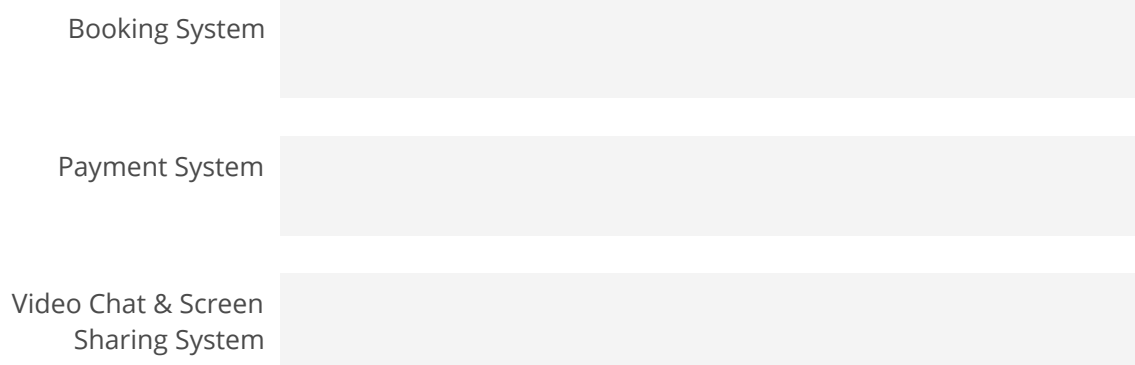 Booking System
Payment System
Video Chat & Screen
Sharing System